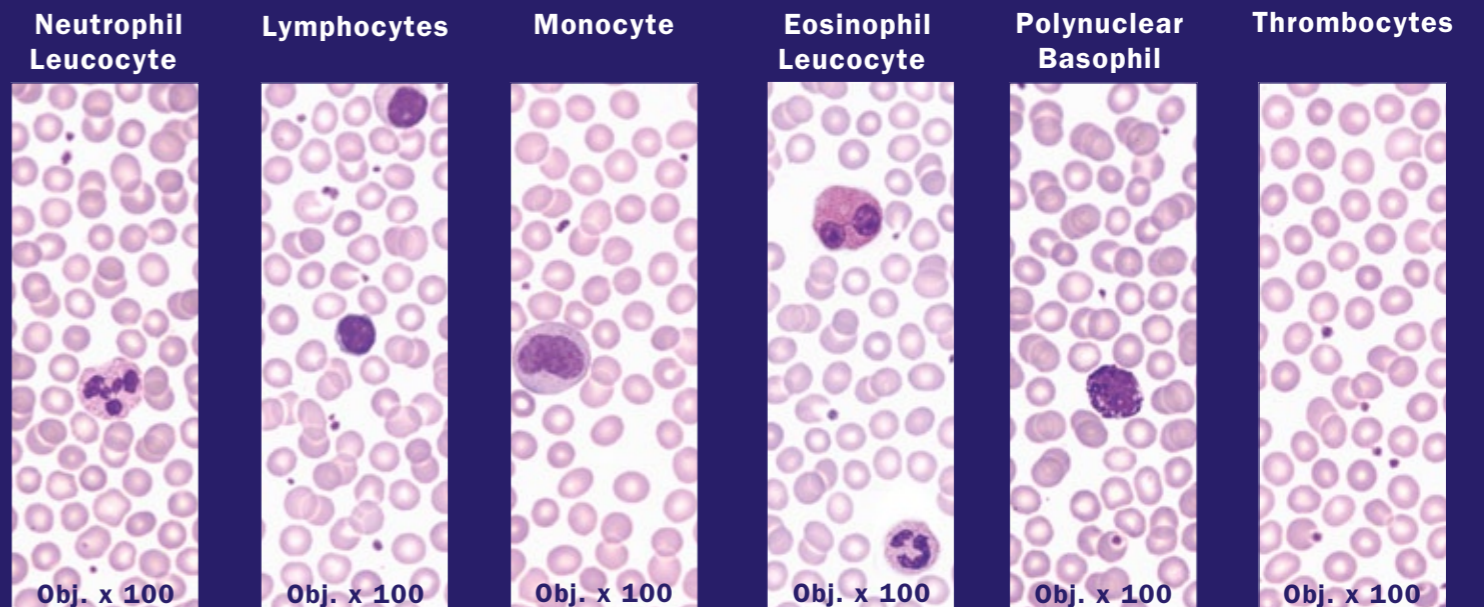 Neutrophil
Leucocyte
Lymphocytes
Monocyte
Eosinophil
Leucocyte
Polynuclear
Basophil
Thrombocytes
Obj. x 100
Obj. x 100
Obj. x 100
Obj. x 100
Obj. x 100
Obj. x 100